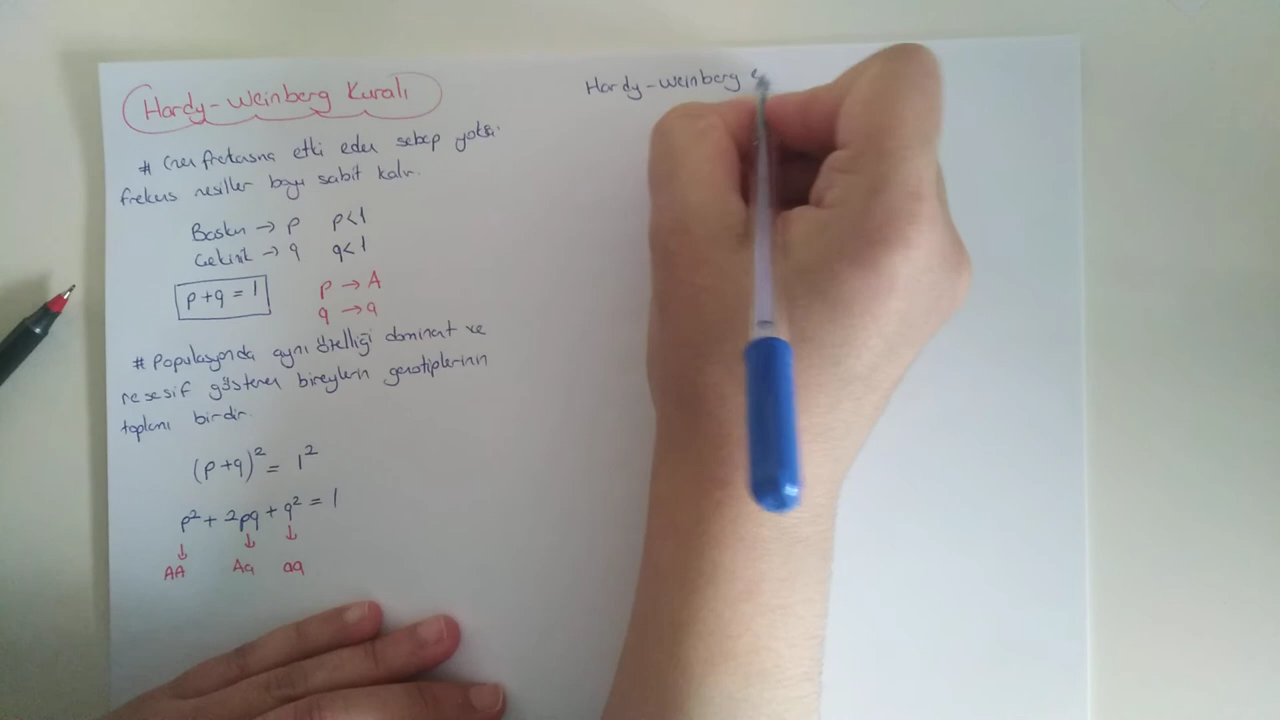 Hardy-Weinberg Kuralı
# Gen frekasına etki eden sebep yoksa
frekns nesiller boyu sabit kalır.
Baskın → p p<1
Çekinik → q q<1
p+q = 1
p → A
q → a
# Populasyonda aynı özelliği dominant ve
resesif gösteren bireylerin genotiplerinin
toplamı birdir.
(p+q)² = 1²
p² + 2pq + q² = 1
↓ ↓ ↓
AA Aa aa
Hardy-Weinberg